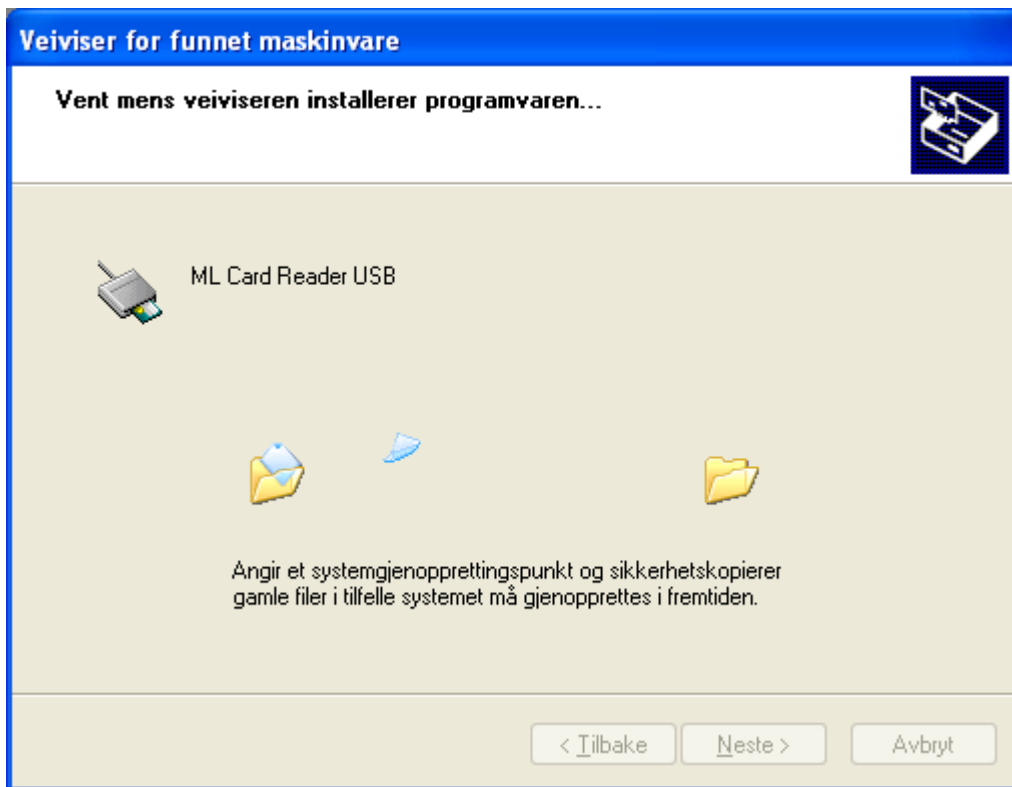 Veiviser for funnet maskinvare
Vent mens veiviseren installerer programvaren...
ML Card Reader USB
Angir et systemgjenopprettingspunkt og sikkerhetskopierer
gamle filer i tilfelle systemet må gjenopprettes i fremtiden.
< Tilbake Neste > Avbryt